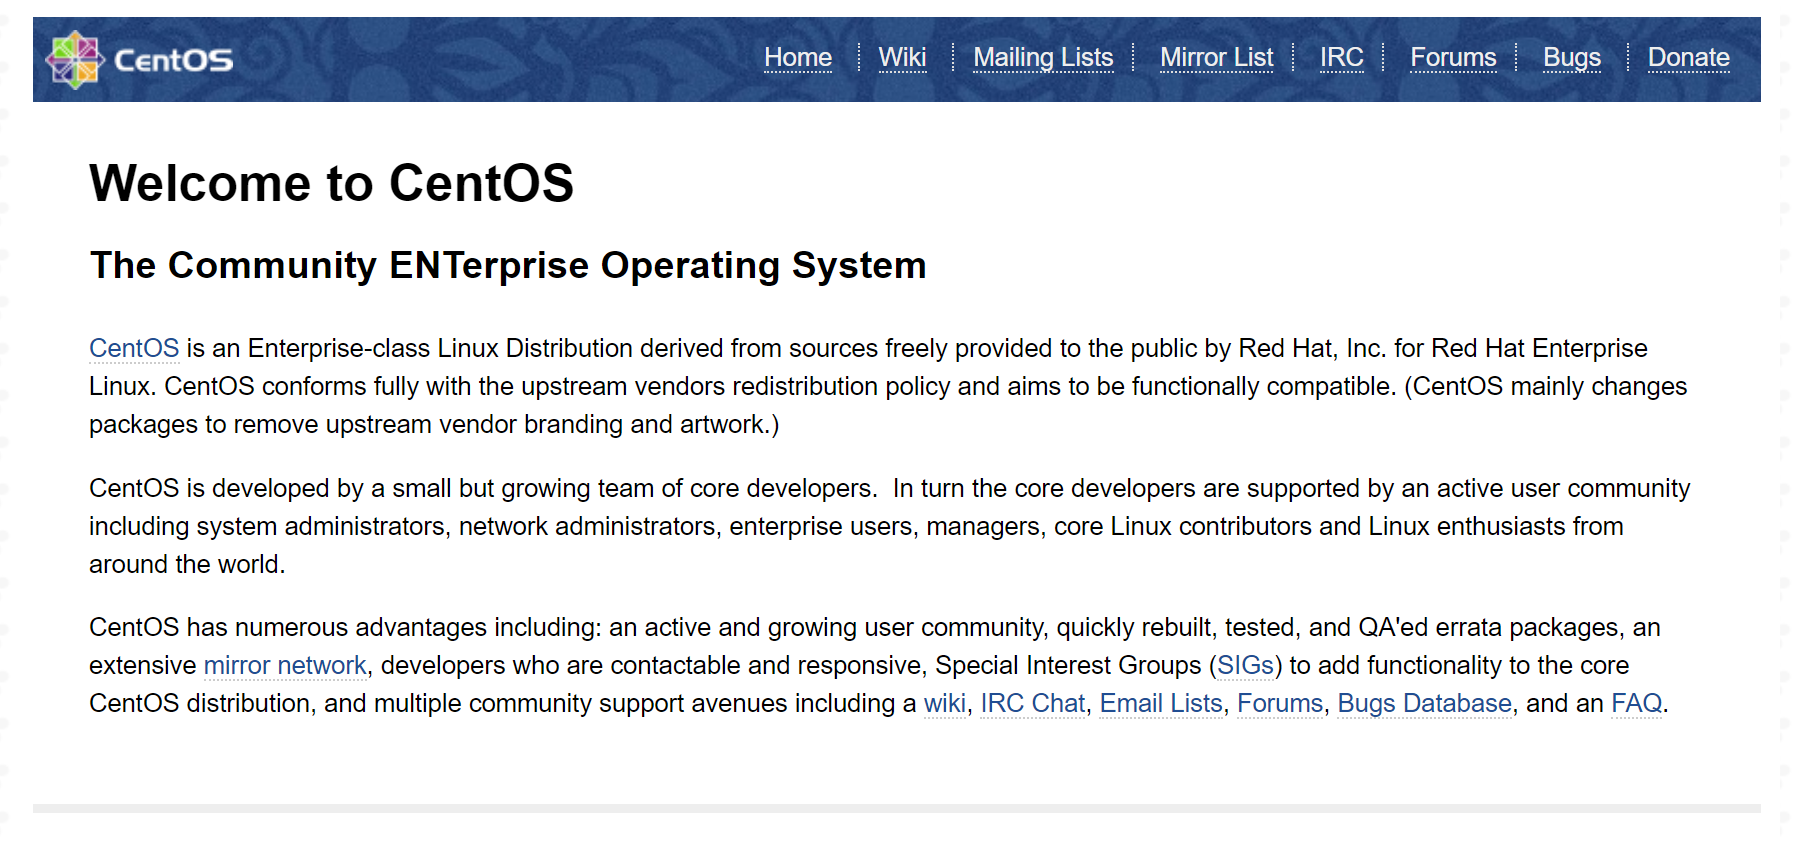 CentOS
Home Wiki Mailing Lists Mirror List IRC Forums Bugs Donate
Welcome to CentOS
The Community ENTerprise Operating System
CentOS is an Enterprise-class Linux Distribution derived from sources freely provided to the public by Red Hat, Inc. for Red Hat Enterprise
Linux. CentOS conforms fully with the upstream vendors redistribution policy and aims to be functionally compatible. (CentOS mainly changes
packages to remove upstream vendor branding and artwork.)
CentOS is developed by a small but growing team of core developers.  In turn the core developers are supported by an active user community
including system administrators, network administrators, enterprise users, managers, core Linux contributors and Linux enthusiasts from
around the world.
CentOS has numerous advantages including: an active and growing user community, quickly rebuilt, tested, and QA'ed errata packages, an
extensive mirror network, developers who are contactable and responsive, Special Interest Groups (SIGs) to add functionality to the core
CentOS distribution, and multiple community support avenues including a wiki, IRC Chat, Email Lists, Forums, Bugs Database, and an FAQ.